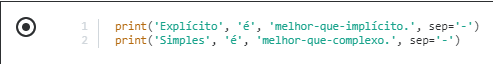 1 print('Explícito', 'é', 'melhor-que-implícito.', sep='-')
2 print('Simples', 'é', 'melhor-que-complexo.', sep='-')